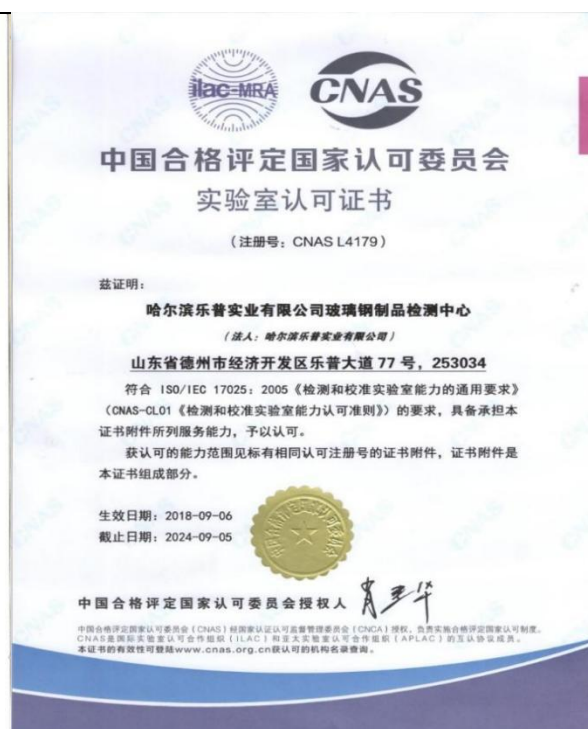 ilac-MRA
CNAS
中国合格评定国家认可委员会
实验室认可证书
(注册号：CNAS L4179)
兹证明：
哈尔滨乐普实业有限公司玻璃钢制品检测中心
(法人：哈尔滨乐普实业有限公司)
山东省德州市经济开发区乐普大道 77 号，253034
符合 ISO/IEC 17025：2005《检测和校准实验室能力的通用要求》
（CNAS-CL01《检测和校准实验室能力认可准则》）的要求，具备承担本
证书附件所列服务能力，予以认可。
获认可的能力范围见标有相同认可注册号的证书附件，证书附件是
本证书组成部分。
生效日期：2018-09-06
截止日期：2024-09-05
中国合格评定国家认可委员会授权人
中国合格评定国家认可委员会（CNAS）经国家认证认可监督管理委员会（CNCA）授权，负责实施合格评定国家认可制度。
CNAS是国际实验室认可合作组织（ILAC）和亚太实验室认可合作组织（APLAC）的互认协议成员。
本证书的有效性可登陆www.cnas.org.cn获认可的机构名录查询。